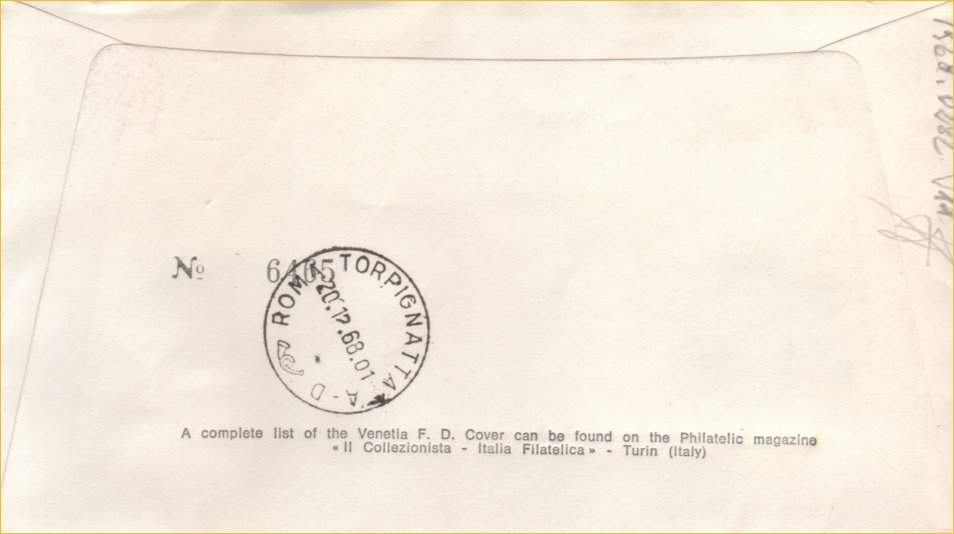 № 6465
ROMA TORPIGNATTA
20.12.68.01
A-D
A complete list of the Venetia F. D. Cover can be found on the Philatelic magazine
«Il Collezionista - Italia Filatelica» - Turin (Italy)